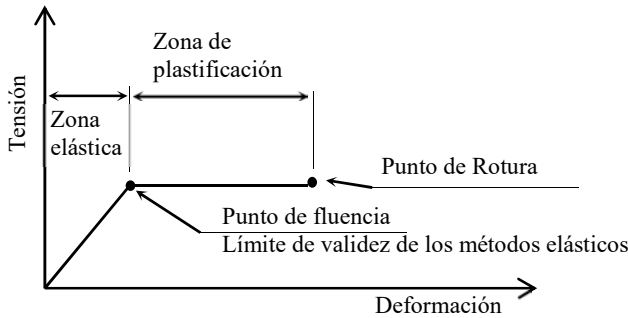 Zona de
plastificación
Tensión
Zona
elástica
Punto de Rotura
Punto de fluencia
Límite de validez de los métodos elásticos
Deformación